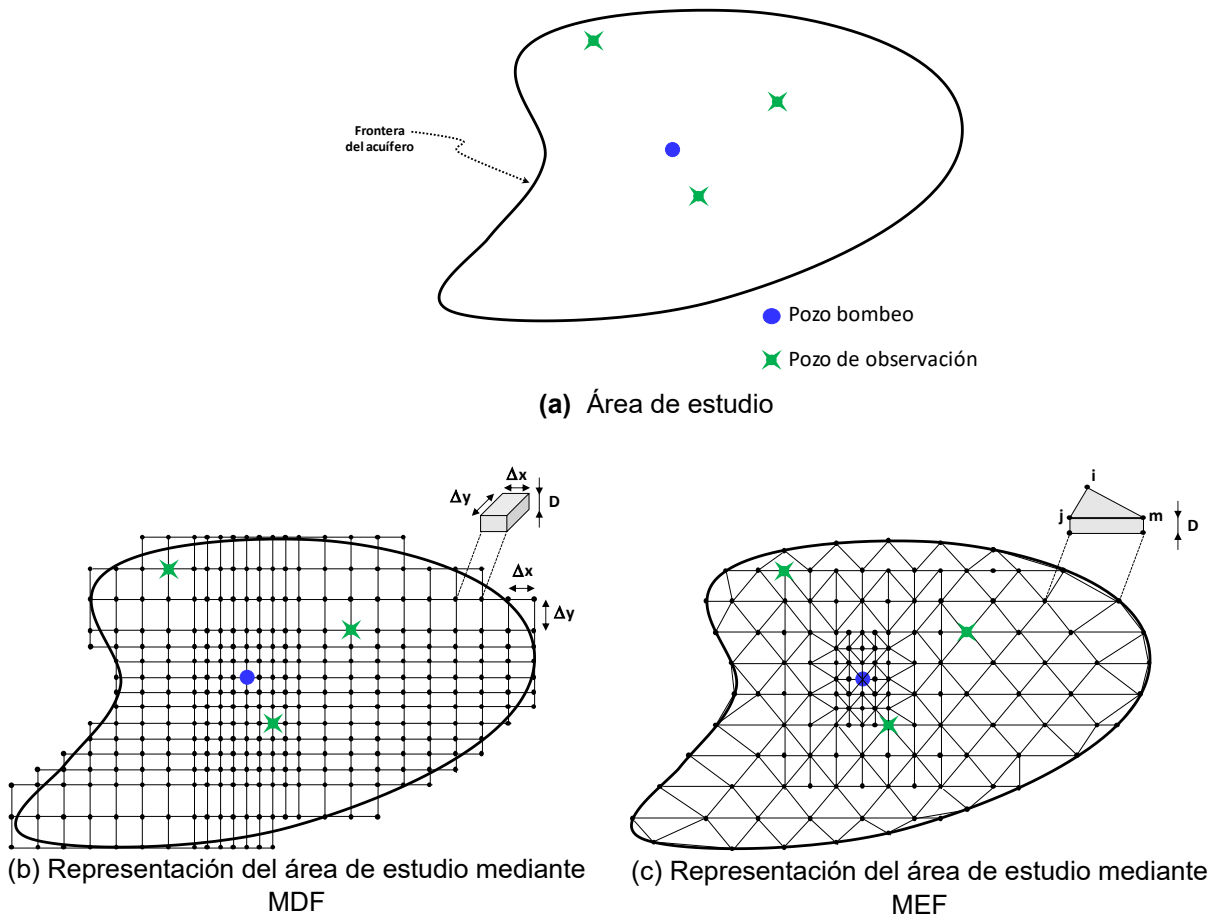 Frontera
del acuífero
Pozo bombeo
Pozo de observación
(a) Área de estudio
Δx
Δy
D
Δx
Δy
i
j
m
D
(b) Representación del área de estudio mediante
MDF
(c) Representación del área de estudio mediante
MEF